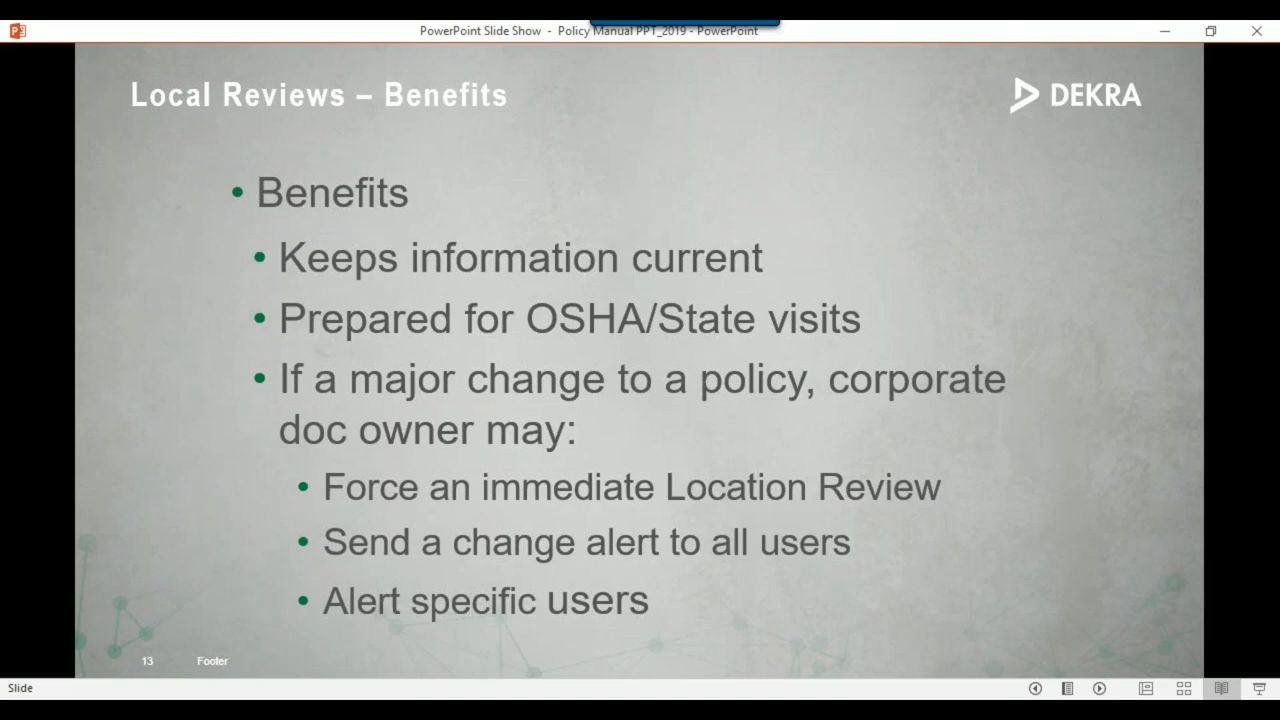 PowerPoint Slide Show - Policy Manual PPT_2019 - PowerPoint
Local Reviews – Benefits
DEKRA
• Benefits
• Keeps information current
• Prepared for OSHA/State visits
• If a major change to a policy, corporate
doc owner may:
• Force an immediate Location Review
• Send a change alert to all users
• Alert specific users
13 Footer
Slide